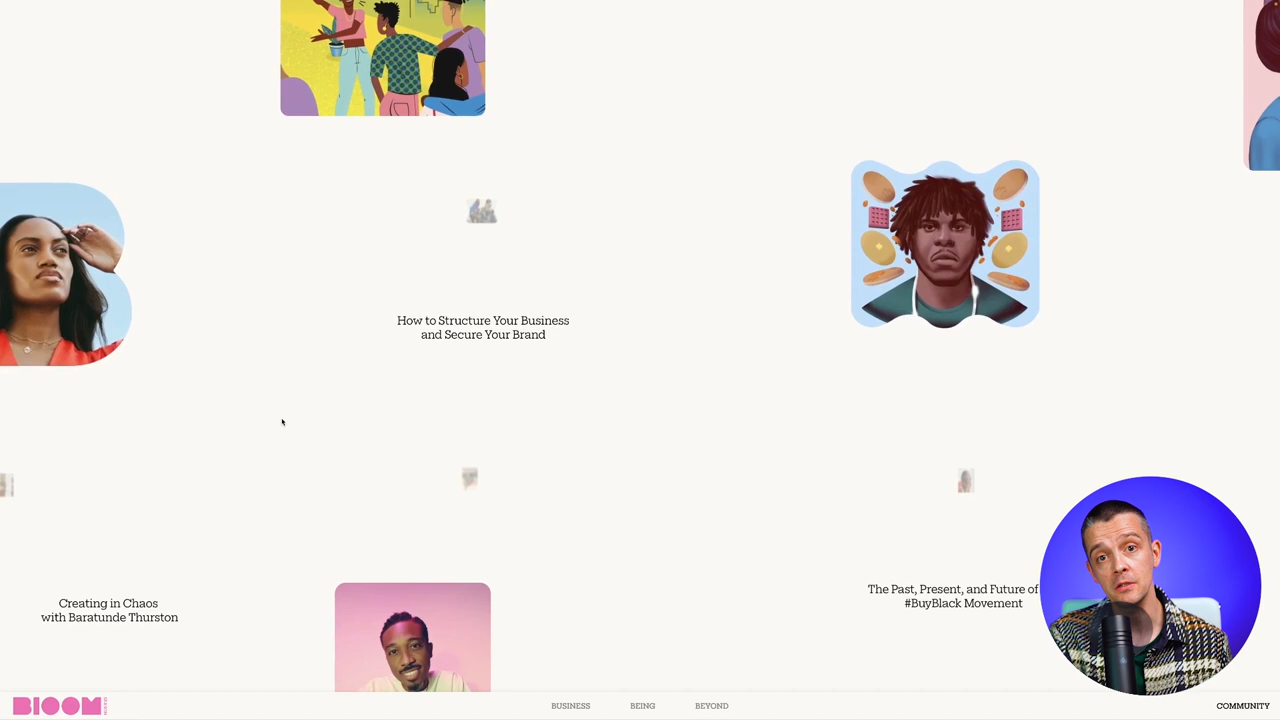 How to Structure Your Business
and Secure Your Brand
Creating in Chaos
with Baratunde Thurston
The Past, Present, and Future of
#BuyBlack Movement
BLOOM
BUSINESS
BEING
BEYOND
COMMUNITY